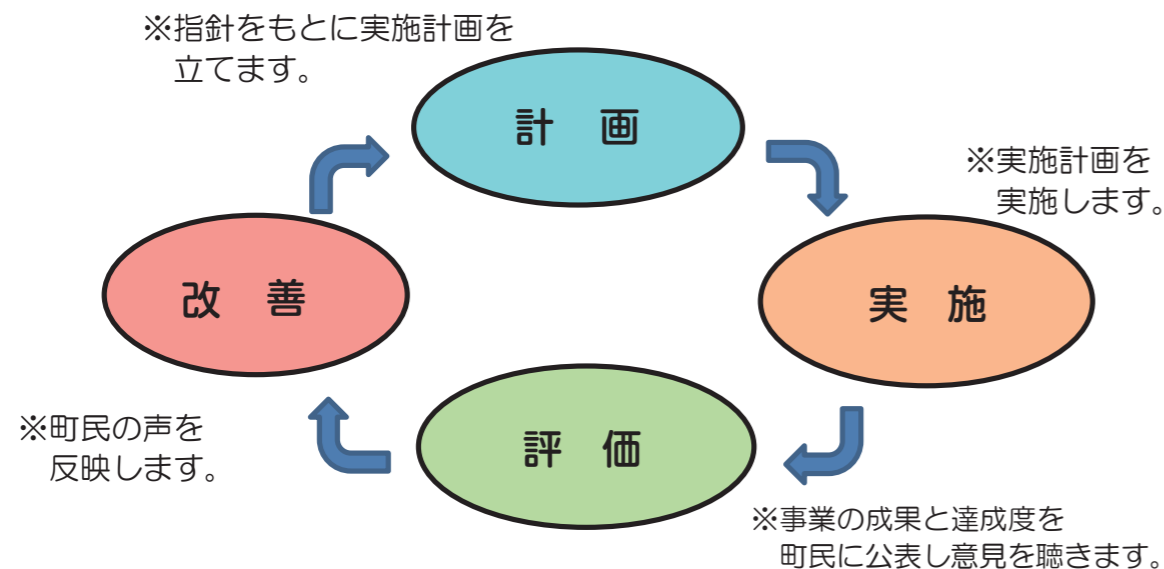 ※指針をもとに実施計画を
立てます。
計 画
※実施計画を
実施します。
改 善
実 施
※町民の声を
反映します。
評 価
※事業の成果と達成度を
町民に公表し意見を聴きます。